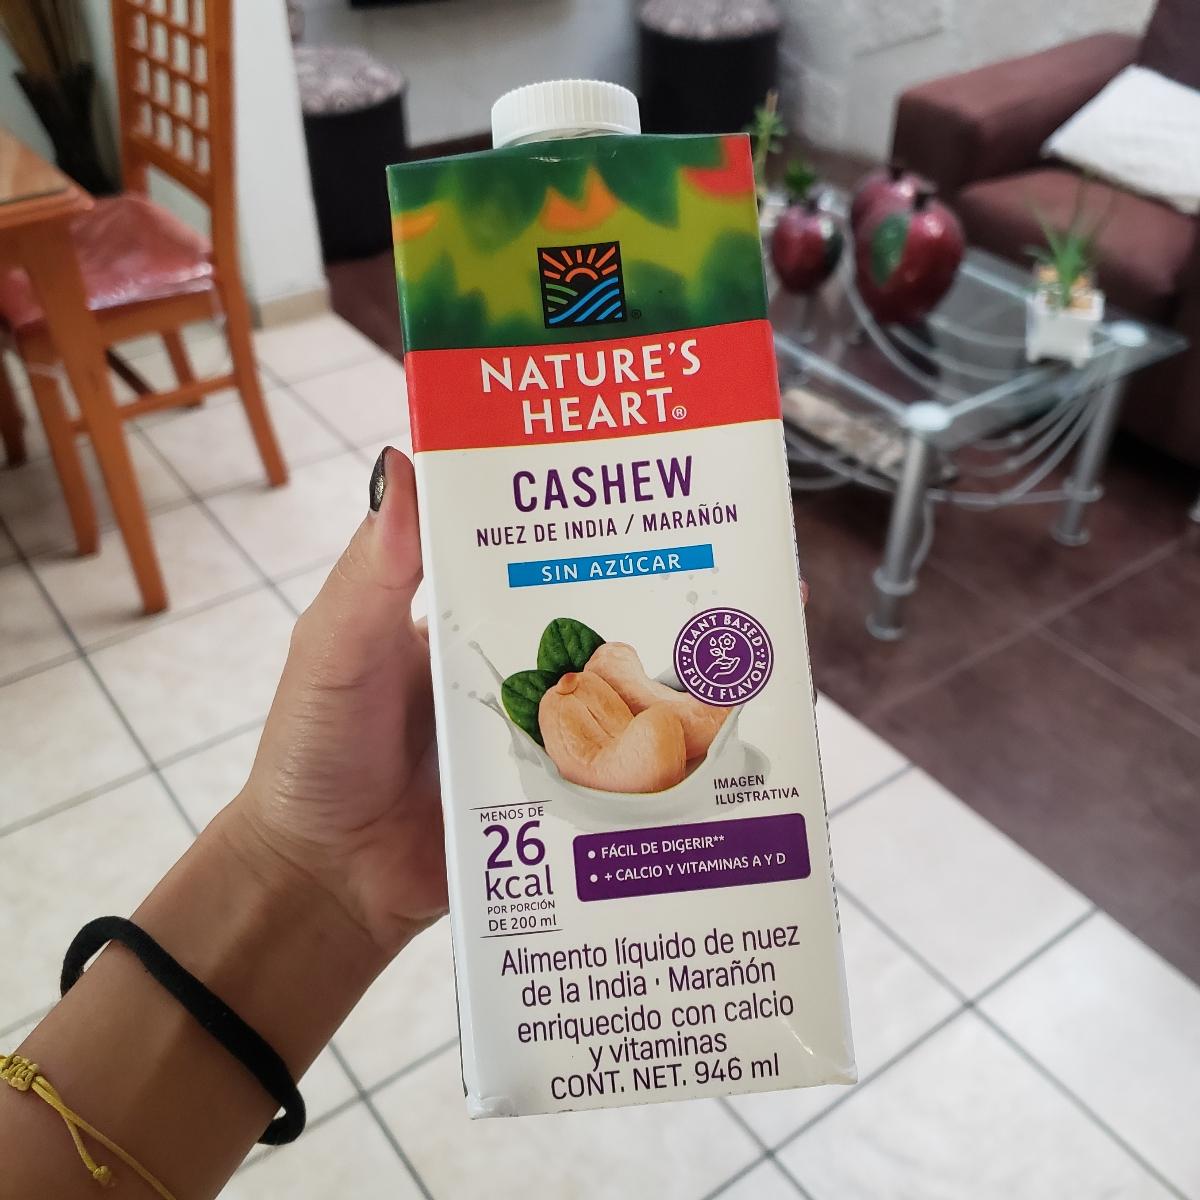 NATURE'S
HEART®
CASHEW
NUEZ DE INDIA / MARAÑÓN
SIN AZÚCAR
PLANT BASED
FULL FLAVOR
IMAGEN
ILUSTRATIVA
MENOS DE
26
kcal
POR PORCIÓN
DE 200 ml
• FÁCIL DE DIGERIR**
• + CALCIO Y VITAMINAS A Y D
Alimento líquido de nuez
de la India · Marañón
enriquecido con calcio
y vitaminas
CONT. NET. 946 ml